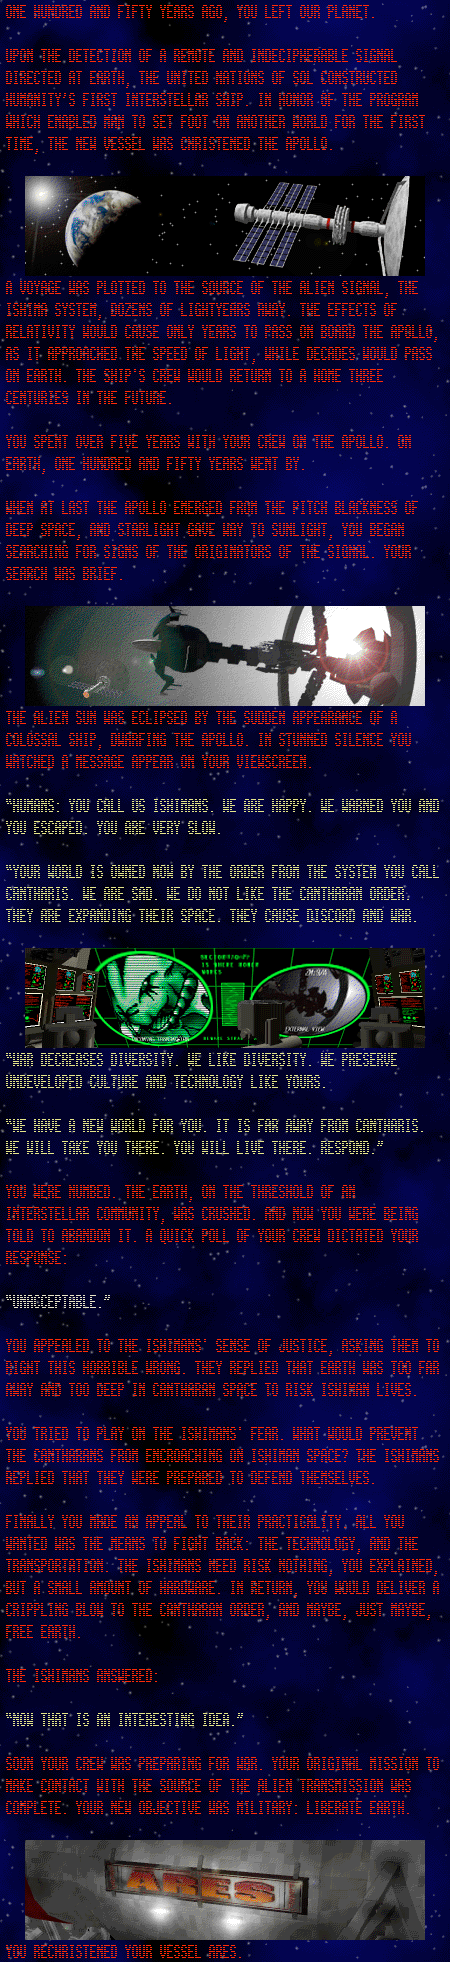 ONE HUNDRED AND FIFTY YEARS AGO, YOU LEFT OUR PLANET.
UPON THE DETECTION OF A REMOTE AND INDECIPHERABLE SIGNAL
DIRECTED AT EARTH, THE UNITED NATIONS OF SOL CONSTRUCTED
HUMANITY'S FIRST INTERSTELLAR SHIP. IN HONOR OF THE PROGRAM
WHICH ENABLED MAN TO SET FOOT ON ANOTHER WORLD FOR THE FIRST
TIME, THE NEW VESSEL WAS CHRISTENED THE APOLLO.
A VOYAGE WAS PLOTTED TO THE SOURCE OF THE ALIEN SIGNAL, THE
ISHIMA SYSTEM, DOZENS OF LIGHTYEARS AWAY. THE EFFECTS OF
RELATIVITY WOULD CAUSE ONLY YEARS TO PASS ON BOARD THE APOLLO,
AS IT APPROACHED THE SPEED OF LIGHT, WHILE DECADES WOULD PASS
ON EARTH. THE SHIP'S CREW WOULD RETURN TO A HOME THREE
CENTURIES IN THE FUTURE.
YOU SPENT OVER FIVE YEARS WITH YOUR CREW ON THE APOLLO. ON
EARTH, ONE HUNDRED AND FIFTY YEARS WENT BY.
WHEN AT LAST THE APOLLO EMERGED FROM THE PITCH BLACKNESS OF
DEEP SPACE, AND STARLIGHT GAVE WAY TO SUNLIGHT, YOU BEGAN
SEARCHING FOR SIGNS OF THE ORIGINATORS OF THE SIGNAL. YOUR
SEARCH WAS BRIEF.
THE ALIEN SUN WAS ECLIPSED BY THE SUDDEN APPEARANCE OF A
COLOSSAL SHIP, DWARFING THE APOLLO. IN STUNNED SILENCE YOU
WATCHED A MESSAGE APPEAR ON YOUR VIEWSCREEN:
"HUMANS: YOU CALL US ISHIMANS. WE ARE HAPPY. WE WARNED YOU AND
YOU ESCAPED. YOU ARE VERY SLOW.
"YOUR WORLD IS OWNED NOW BY THE ORDER FROM THE SYSTEM YOU CALL
CANTHARIS. WE ARE SAD. WE DO NOT LIKE THE CANTHARAN ORDER.
THEY ARE EXPANDING THEIR SPACE. THEY CAUSE DISCORD AND WAR.
IS WHERE HONOR
EXTERNAL VIEW
"WAR DECREASES DIVERSITY. WE LIKE DIVERSITY. WE PRESERVE
UNDEVELOPED CULTURE AND TECHNOLOGY LIKE YOURS.
"WE HAVE A NEW WORLD FOR YOU. IT IS FAR AWAY FROM CANTHARIS.
WE WILL TAKE YOU THERE. YOU WILL LIVE THERE. RESPOND."
YOU WERE NUMBED. THE EARTH, ON THE THRESHOLD OF AN
INTERSTELLAR COMMUNITY, WAS CRUSHED. AND NOW YOU WERE BEING
TOLD TO ABANDON IT. A QUICK POLL OF YOUR CREW DICTATED YOUR
RESPONSE:
"UNACCEPTABLE."
YOU APPEALED TO THE ISHIMANS' SENSE OF JUSTICE, ASKING THEM TO
RIGHT THIS HORRIBLE WRONG. THEY REPLIED THAT EARTH WAS TOO FAR
AWAY AND TOO DEEP IN CANTHARAN SPACE TO RISK ISHIMAN LIVES.
YOU TRIED TO PLAY ON THE ISHIMANS' FEAR. WHAT WOULD PREVENT
THE CANTHARANS FROM ENCROACHING ON ISHIMAN SPACE? THE ISHIMANS
REPLIED THAT THEY WERE PREPARED TO DEFEND THEMSELVES.
FINALLY YOU MADE AN APPEAL TO THEIR PRACTICALITY. ALL YOU
WANTED WAS THE MEANS TO FIGHT BACK: THE TECHNOLOGY, AND THE
TRANSPORTATION. THE ISHIMANS NEED RISK NOTHING, YOU EXPLAINED,
BUT A SMALL AMOUNT OF HARDWARE. IN RETURN, YOU WOULD DELIVER A
CRIPPLING BLOW TO THE CANTHARAN ORDER, AND MAYBE, JUST MAYBE,
FREE EARTH.
THE ISHIMANS ANSWERED:
"NOW THAT IS AN INTERESTING IDEA."
SOON YOUR CREW WAS PREPARING FOR WAR. YOUR ORIGINAL MISSION TO
MAKE CONTACT WITH THE SOURCE OF THE ALIEN TRANSMISSION WAS
COMPLETE. YOUR NEW OBJECTIVE WAS MILITARY: LIBERATE EARTH.
ARES
YOU RECHRISTENED YOUR VESSEL ARES.